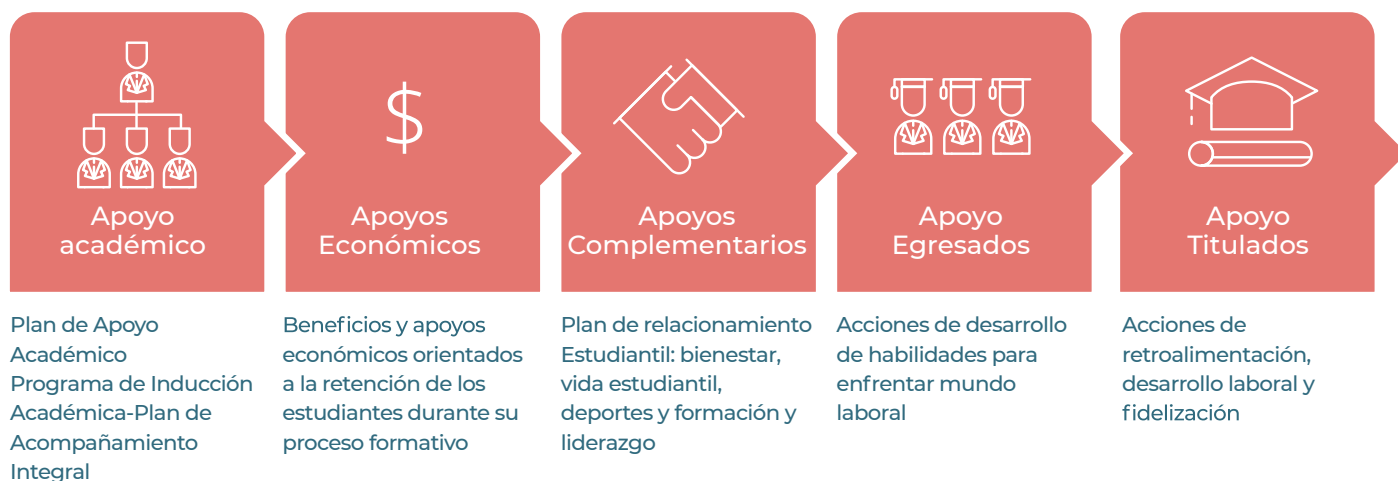 Apoyo
académico
Plan de Apoyo
Académico
Programa de Inducción
Académica-Plan de
Acompañamiento
Integral
$
Apoyos
Económicos
Beneficios y apoyos
económicos orientados
a la retención de los
estudiantes durante su
proceso formativo
Apoyos
Complementarios
Plan de relacionamiento
Estudiantil: bienestar,
vida estudiantil,
deportes y formación y
liderazgo
Apoyo
Egresados
Acciones de desarrollo
de habilidades para
enfrentar mundo
laboral
Apoyo
Titulados
Acciones de
retroalimentación,
desarrollo laboral y
fidelización